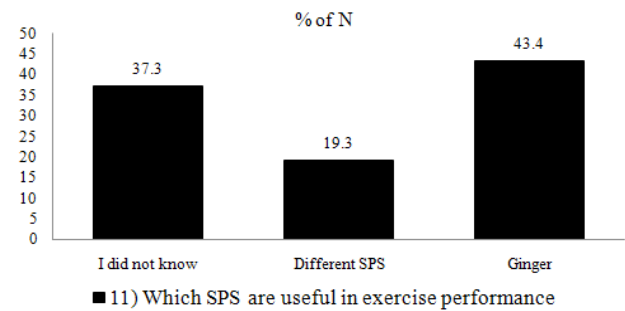 % of N
50
45
40
35
30
25
20
15
10
5
0
37.3
19.3
43.4
I did not know
Different SPS
Ginger
11) Which SPS are useful in exercise performance